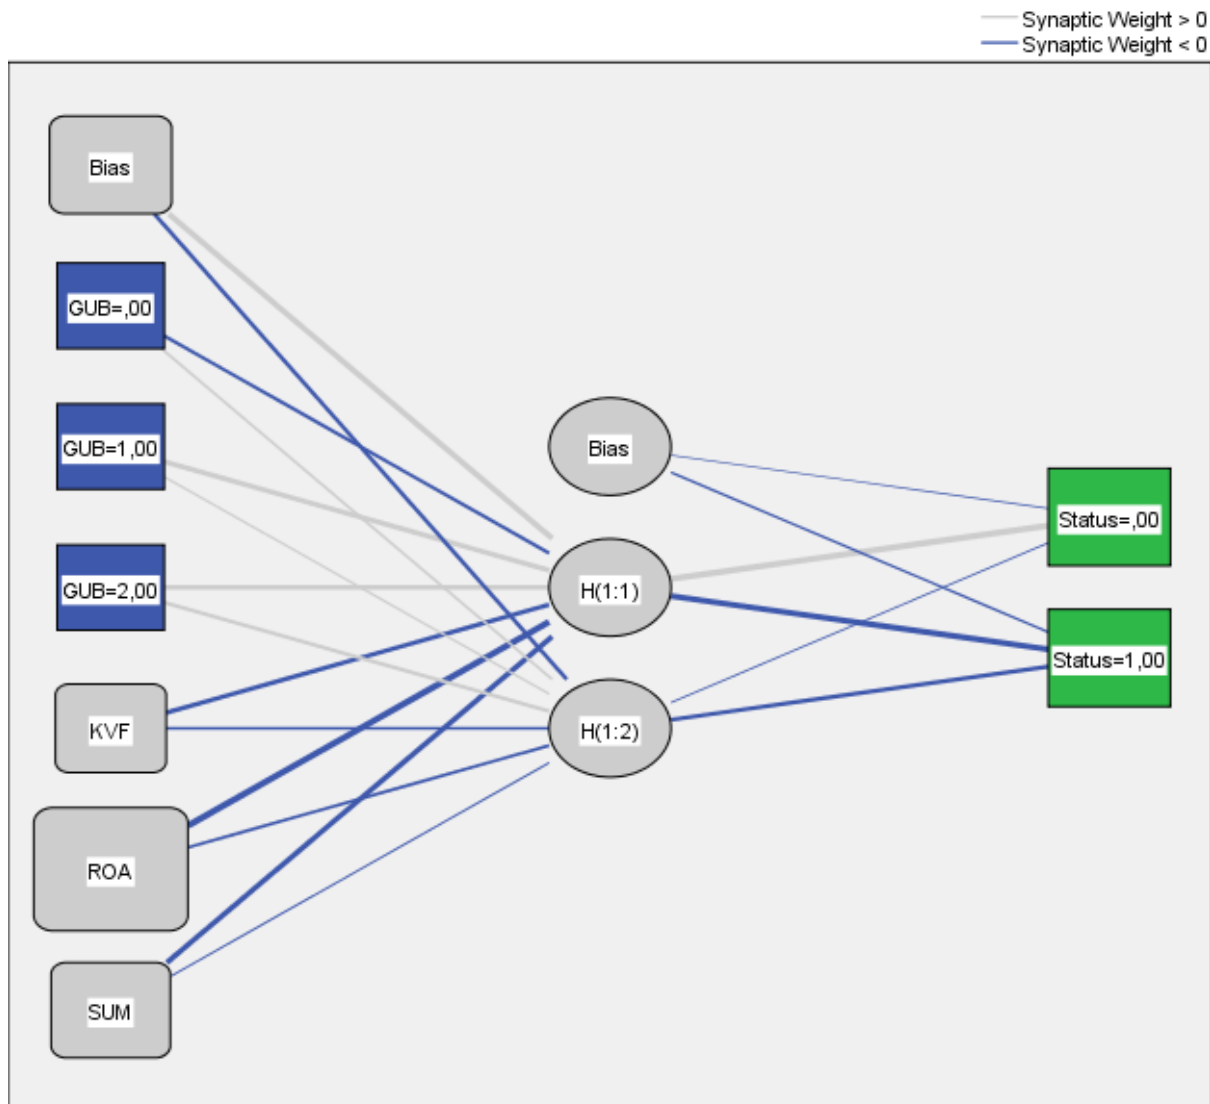 Synaptic Weight > 0
Synaptic Weight < 0
Bias
GUB=,00
GUB=1,00
GUB=2,00
KVF
ROA
SUM
Bias
H(1:1)
H(1:2)
Status=,00
Status=1,00